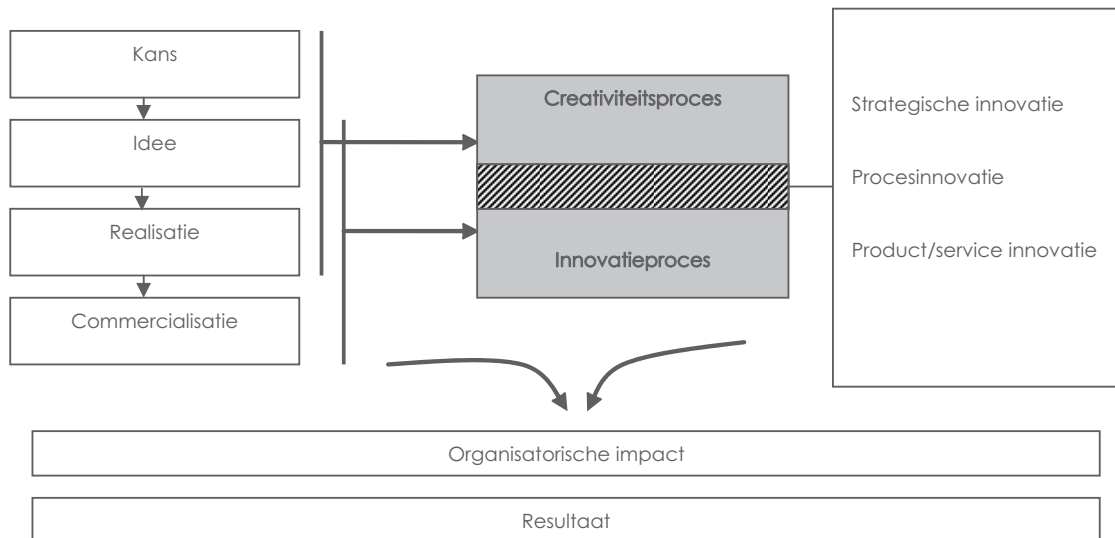 Kans
Idee
Realisatie
Commercialisatie
Creativiteitsproces
Innovatieproces
Strategische innovatie
Procesinnovatie
Product/service innovatie
Organisatorische impact
Resultaat